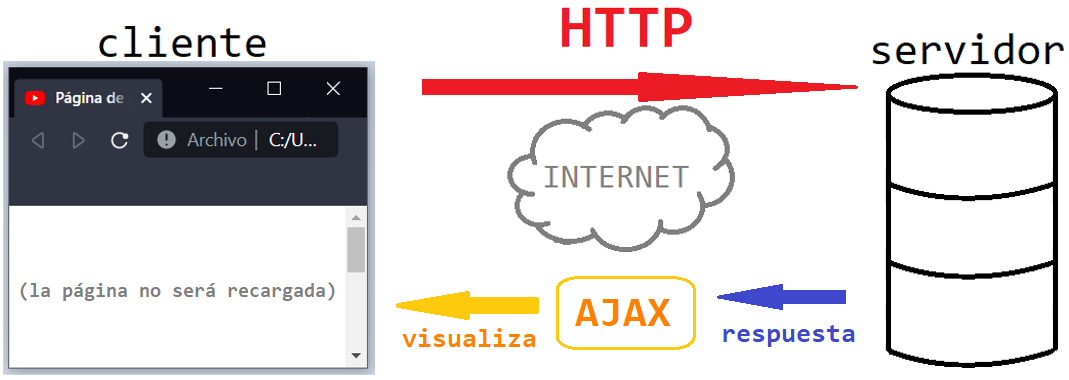 cliente
HTTP
servidor
Página de
Archivo | C:/U...
INTERNET
(la página no será recargada)
AJAX
visualiza
respuesta